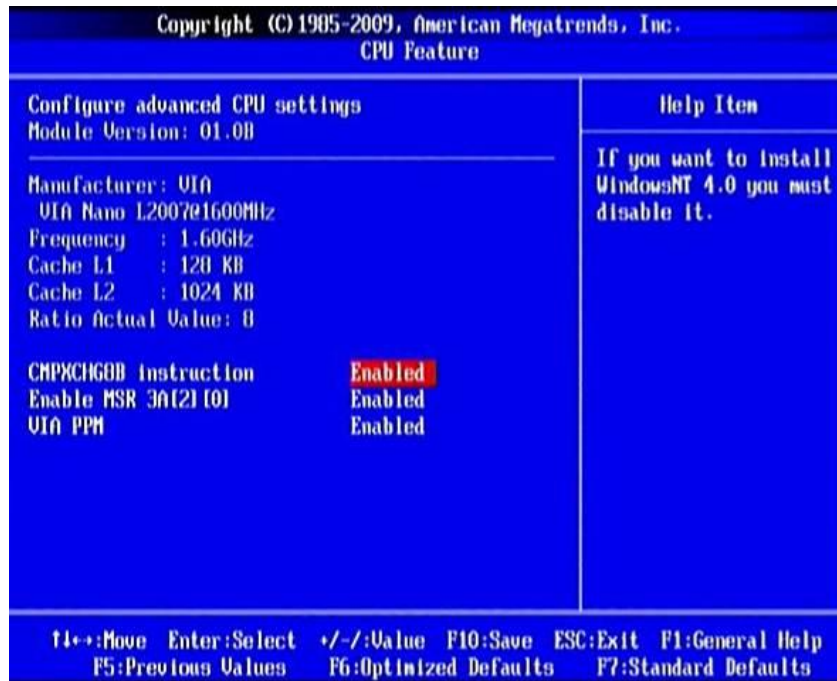 Copyright (C)1985-2009, American Megatrends, Inc.
CPU Feature
Configure advanced CPU settings
Module Version: 01.0B
Manufacturer: VIA
VIA Nano L2007@1600MHz
Frequency : 1.60GHz
Cache L1 : 128 KB
Cache L2 : 1024 KB
Ratio Actual Value: 8
CMPXCHG8B instruction Enabled
Enable MSR 3A[2][0] Enabled
VIA PPM Enabled
Help Item
If you want to install
WindowsNT 4.0 you must
disable it.
↑↓←→:Move Enter:Select +/-/:Value F10:Save ESC:Exit F1:General Help
F5:Previous Values F6:Optimized Defaults F7:Standard Defaults